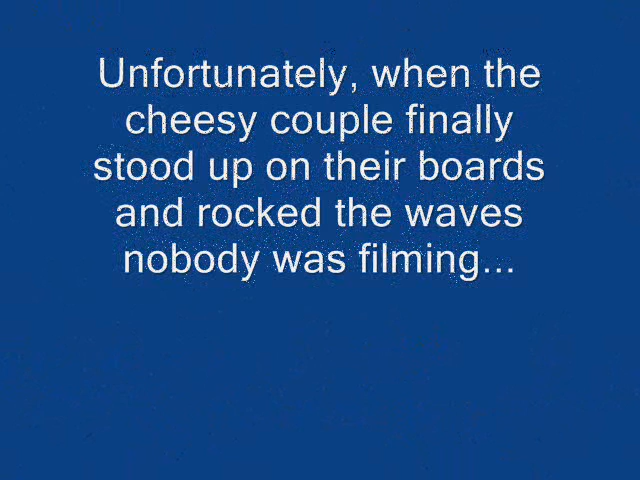 Unfortunately, when the
cheesy couple finally
stood up on their boards
and rocked the waves
nobody was filming...